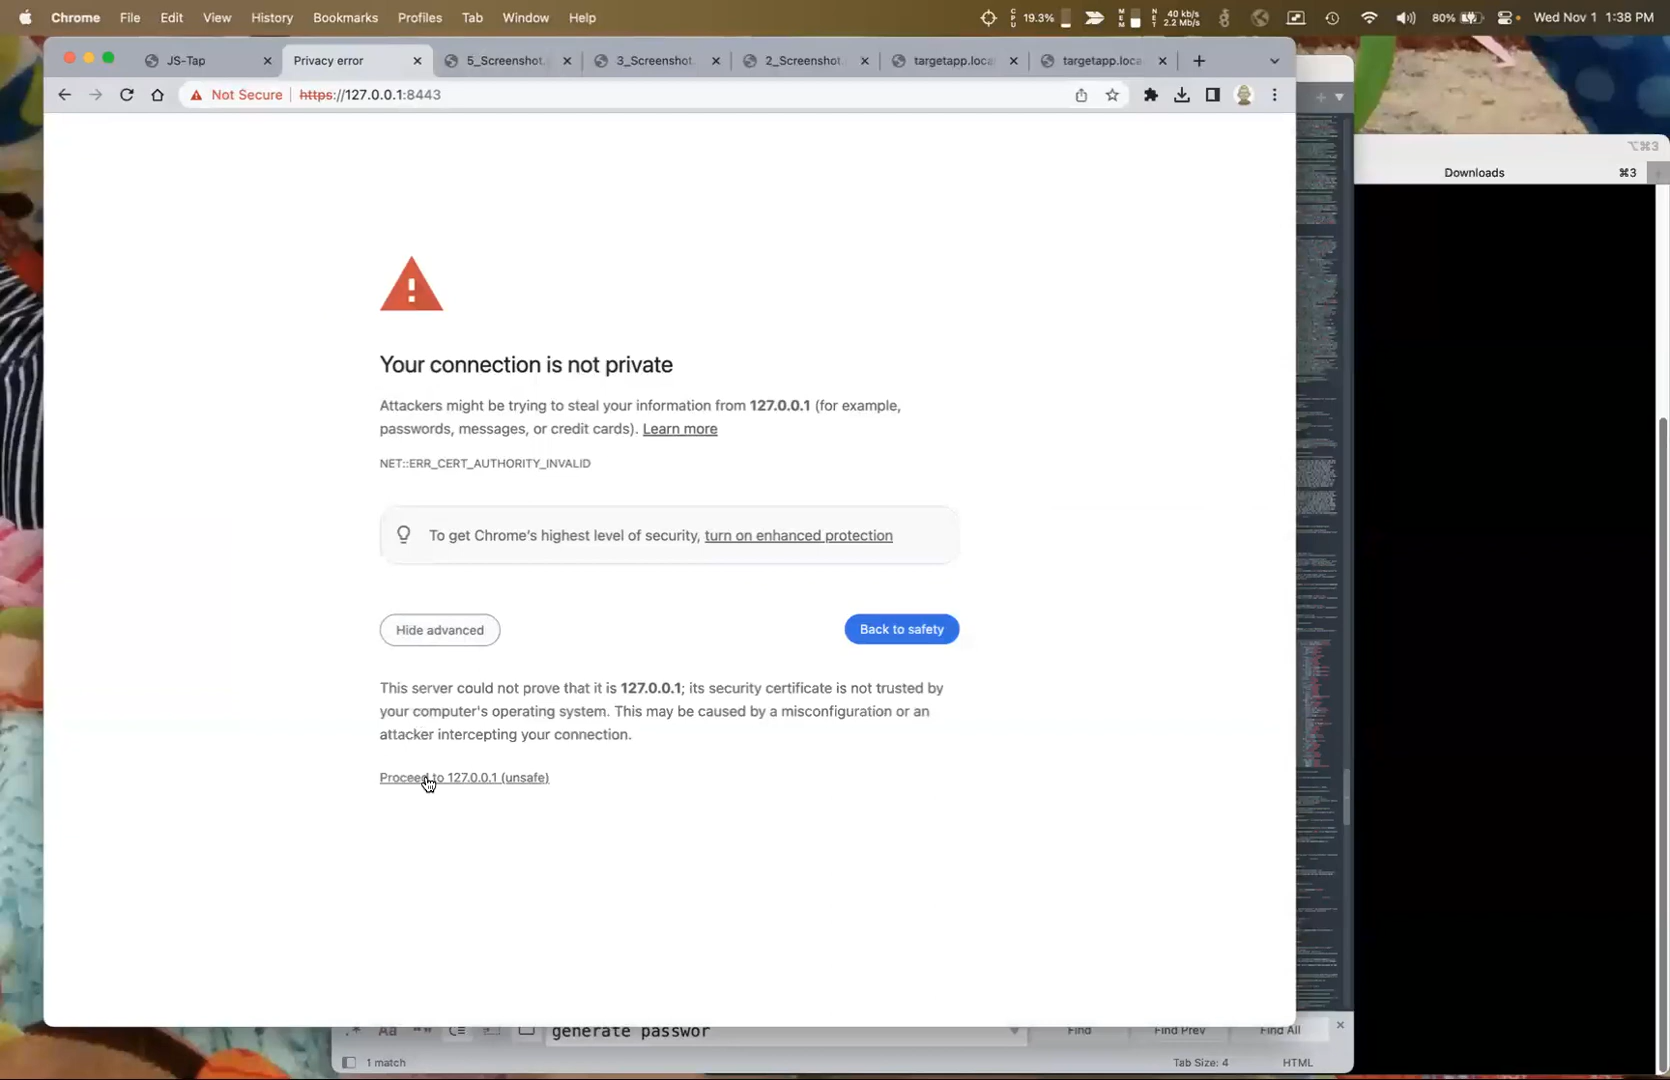 Chrome File Edit View History Bookmarks Profiles Tab Window Help 19.3% 40 kb/s 2.2 Mb/s 80% Wed Nov 1 1:38 PM
JS-Tap Privacy error 5_Screenshot. 3_Screenshot. 2_Screenshot. targetapp.loca targetapp.loca
Not Secure https://127.0.0.1:8443
⌥⌘3
Downloads ⌘3
Your connection is not private
Attackers might be trying to steal your information from 127.0.0.1 (for example,
passwords, messages, or credit cards). Learn more
NET::ERR_CERT_AUTHORITY_INVALID
To get Chrome's highest level of security, turn on enhanced protection
Hide advanced Back to safety
This server could not prove that it is 127.0.0.1; its security certificate is not trusted by
your computer's operating system. This may be caused by a misconfiguration or an
attacker intercepting your connection.
Proceed to 127.0.0.1 (unsafe)
Aa generate passwor Find Find Prev Find All
1 match Tab Size: 4 HTML